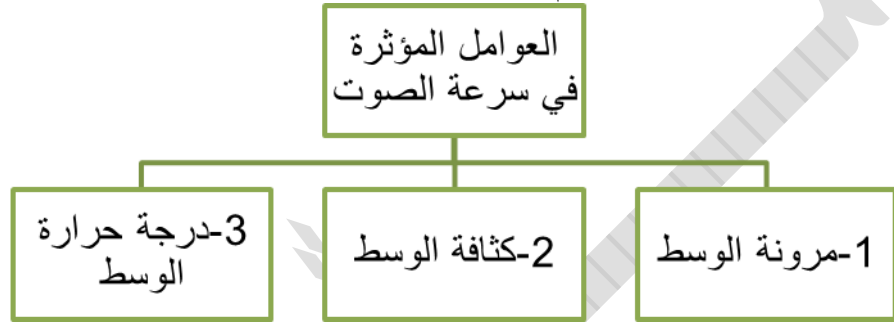 العوامل المؤثرة
في سرعة الصوت
1-مرونة الوسط
2-كثافة الوسط
3-درجة حرارة
الوسط